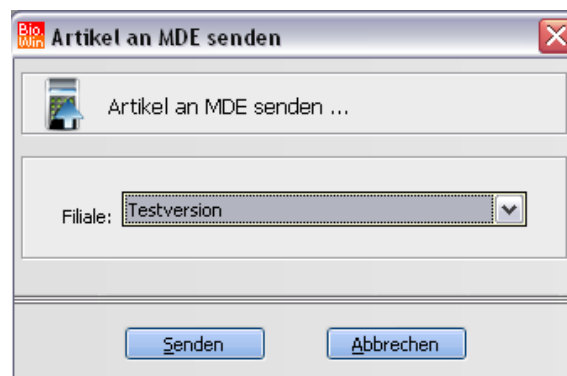 Bio.
Win Artikel an MDE senden
Artikel an MDE senden ...
Filiale: Testversion
Senden Abbrechen